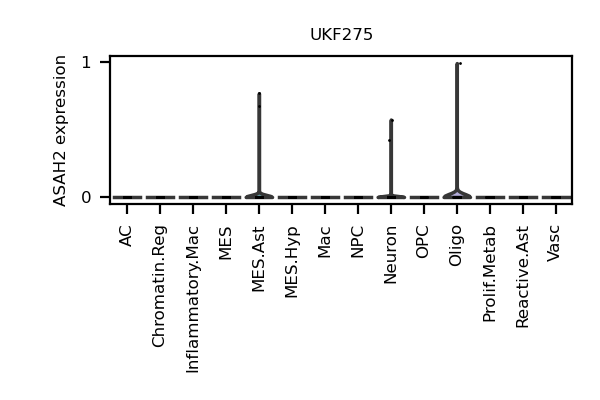 UKF275
ASAH2 expression
1
0
AC
Chromatin.Reg
Inflammatory.Mac
MES
MES.Ast
MES.Hyp
Mac
NPC
Neuron
OPC
Oligo
Prolif.Metab
Reactive.Ast
Vasc